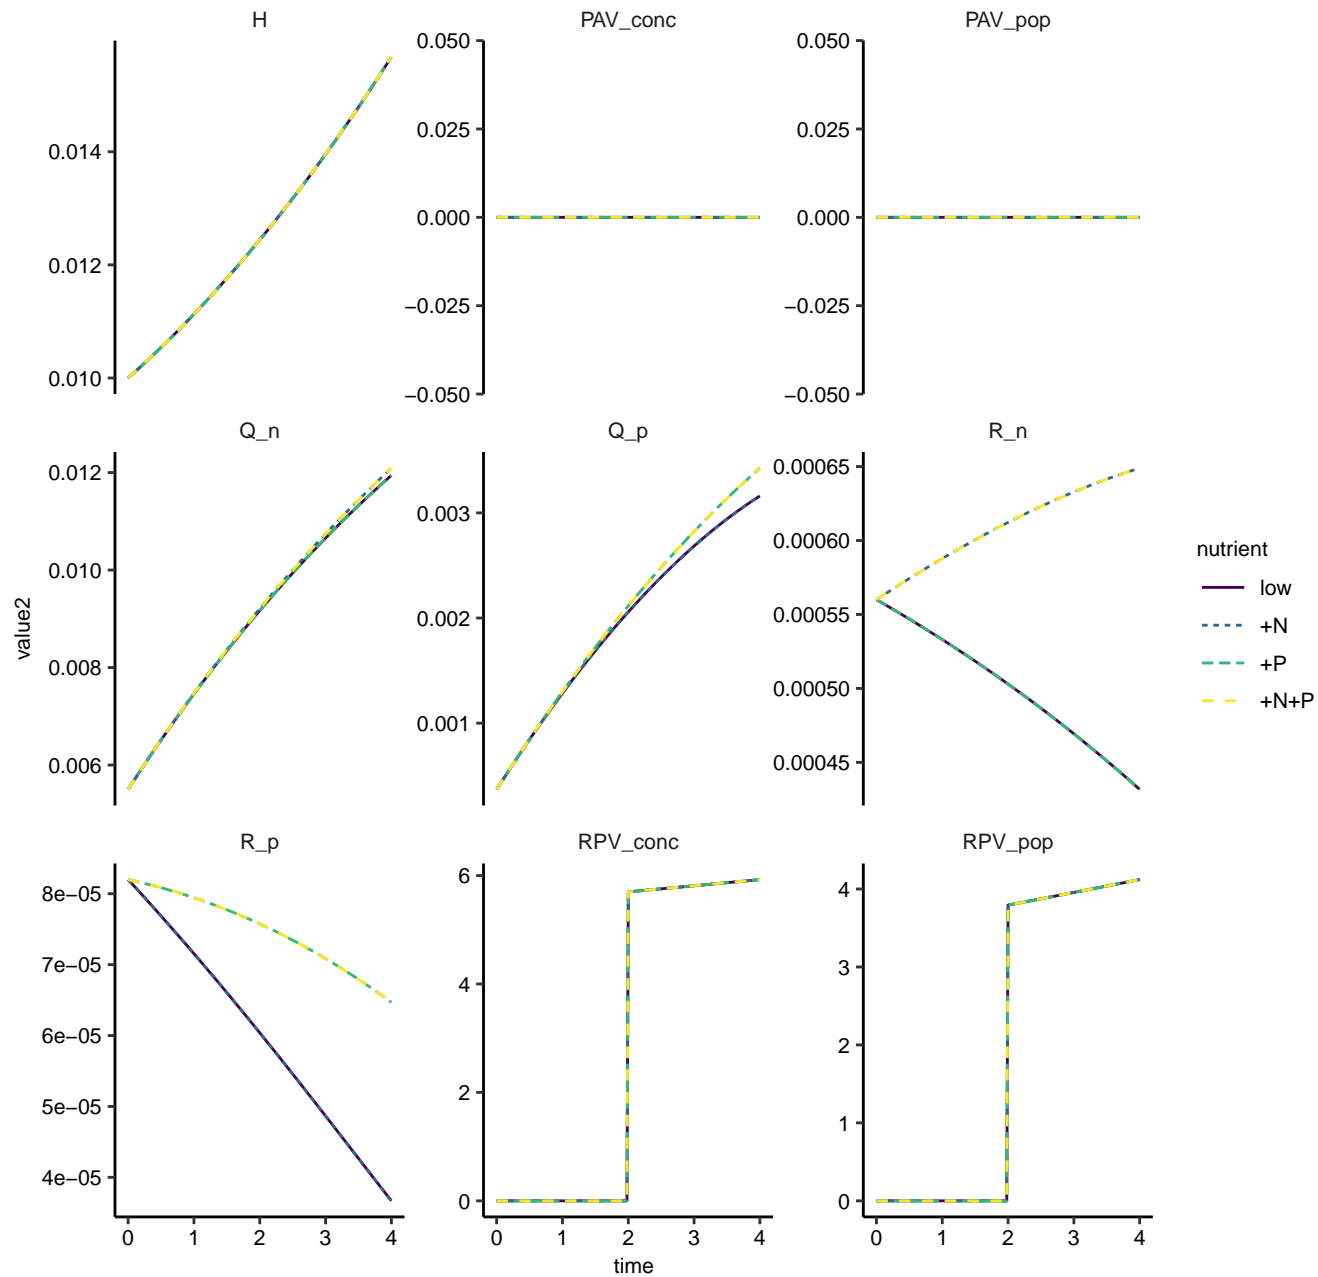 H
PAV_conc
PAV_pop
0.014
0.012
0.010
0.050
0.025
0.000
−0.025
−0.050
0.050
0.025
0.000
−0.025
−0.050
Q_n
Q_p
R_n
0.012
0.010
0.008
0.006
0.003
0.002
0.001
0.00065
0.00060
0.00055
0.00050
0.00045
value2
nutrient
low
+N
+P
+N+P
R_p
RPV_conc
RPV_pop
8e−05
7e−05
6e−05
5e−05
4e−05
6
4
2
0
4
3
2
1
0
0 1 2 3 4
0 1 2 3 4
0 1 2 3 4
time